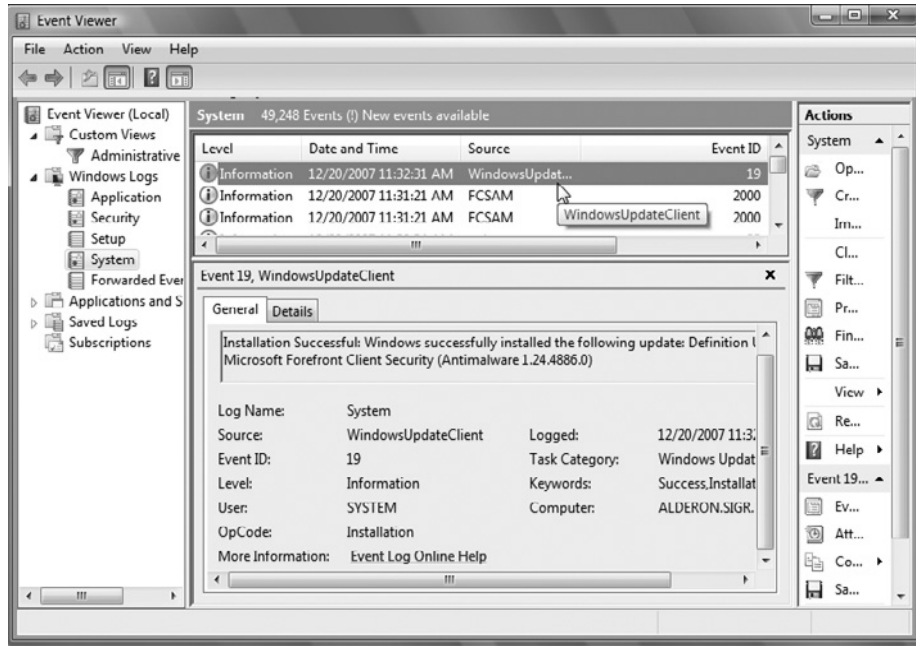 Event Viewer
File Action View Help
Event Viewer (Local)
Custom Views
Administrative
Windows Logs
Application
Security
Setup
System
Forwarded Ever
Applications and S
Saved Logs
Subscriptions
System 49,248 Events (!) New events available
Level Date and Time Source Event ID
Information 12/20/2007 11:32:31 AM WindowsUpdat... 19
Information 12/20/2007 11:31:21 AM FCSAM 2000
Information 12/20/2007 11:31:21 AM FCSAM 2000
WindowsUpdateClient
Event 19, WindowsUpdateClient
General Details
Installation Successful: Windows successfully installed the following update: Definition
Microsoft Forefront Client Security (Antimalware 1.24.4886.0)
Log Name: System
Source: WindowsUpdateClient Logged: 12/20/2007 11:3
Event ID: 19 Task Category: Windows Updat
Level: Information Keywords: Success,Installat
User: SYSTEM Computer: ALDERON.SIGR.
OpCode: Installation
More Information: Event Log Online Help
Actions
System
Op...
Cr...
Im...
Cl...
Filt...
Pr...
Fin...
Sa...
View
Re...
Help
Event 19...
Ev...
Att...
Co...
Sa...